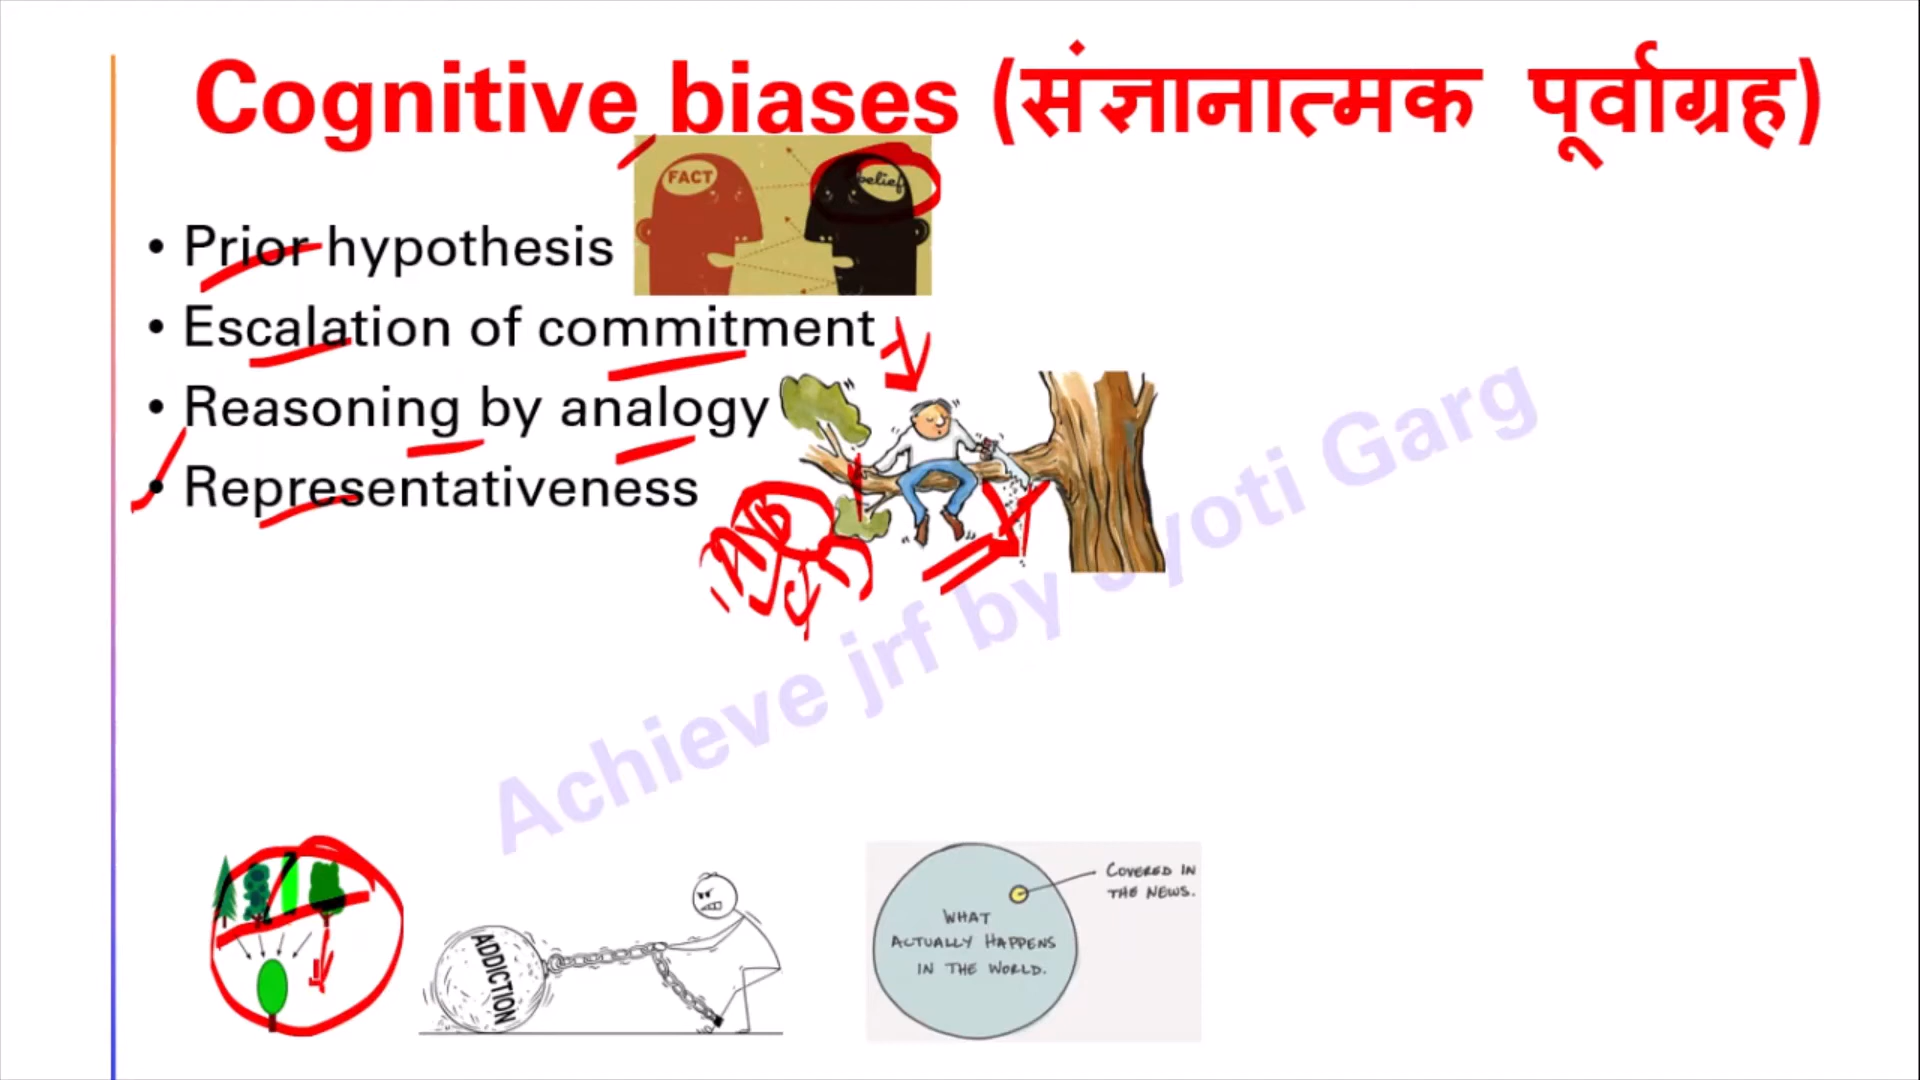 Cognitive biases (संज्ञानात्मक पूर्वाग्रह)
FACT
belief
• Prior hypothesis
• Escalation of commitment
• Reasoning by analogy
• Representativeness
Achieve jrf by Jyoti Garg
ADDICTION
WHAT
ACTUALLY HAPPENS
IN THE WORLD.
COVERED IN
THE NEWS.